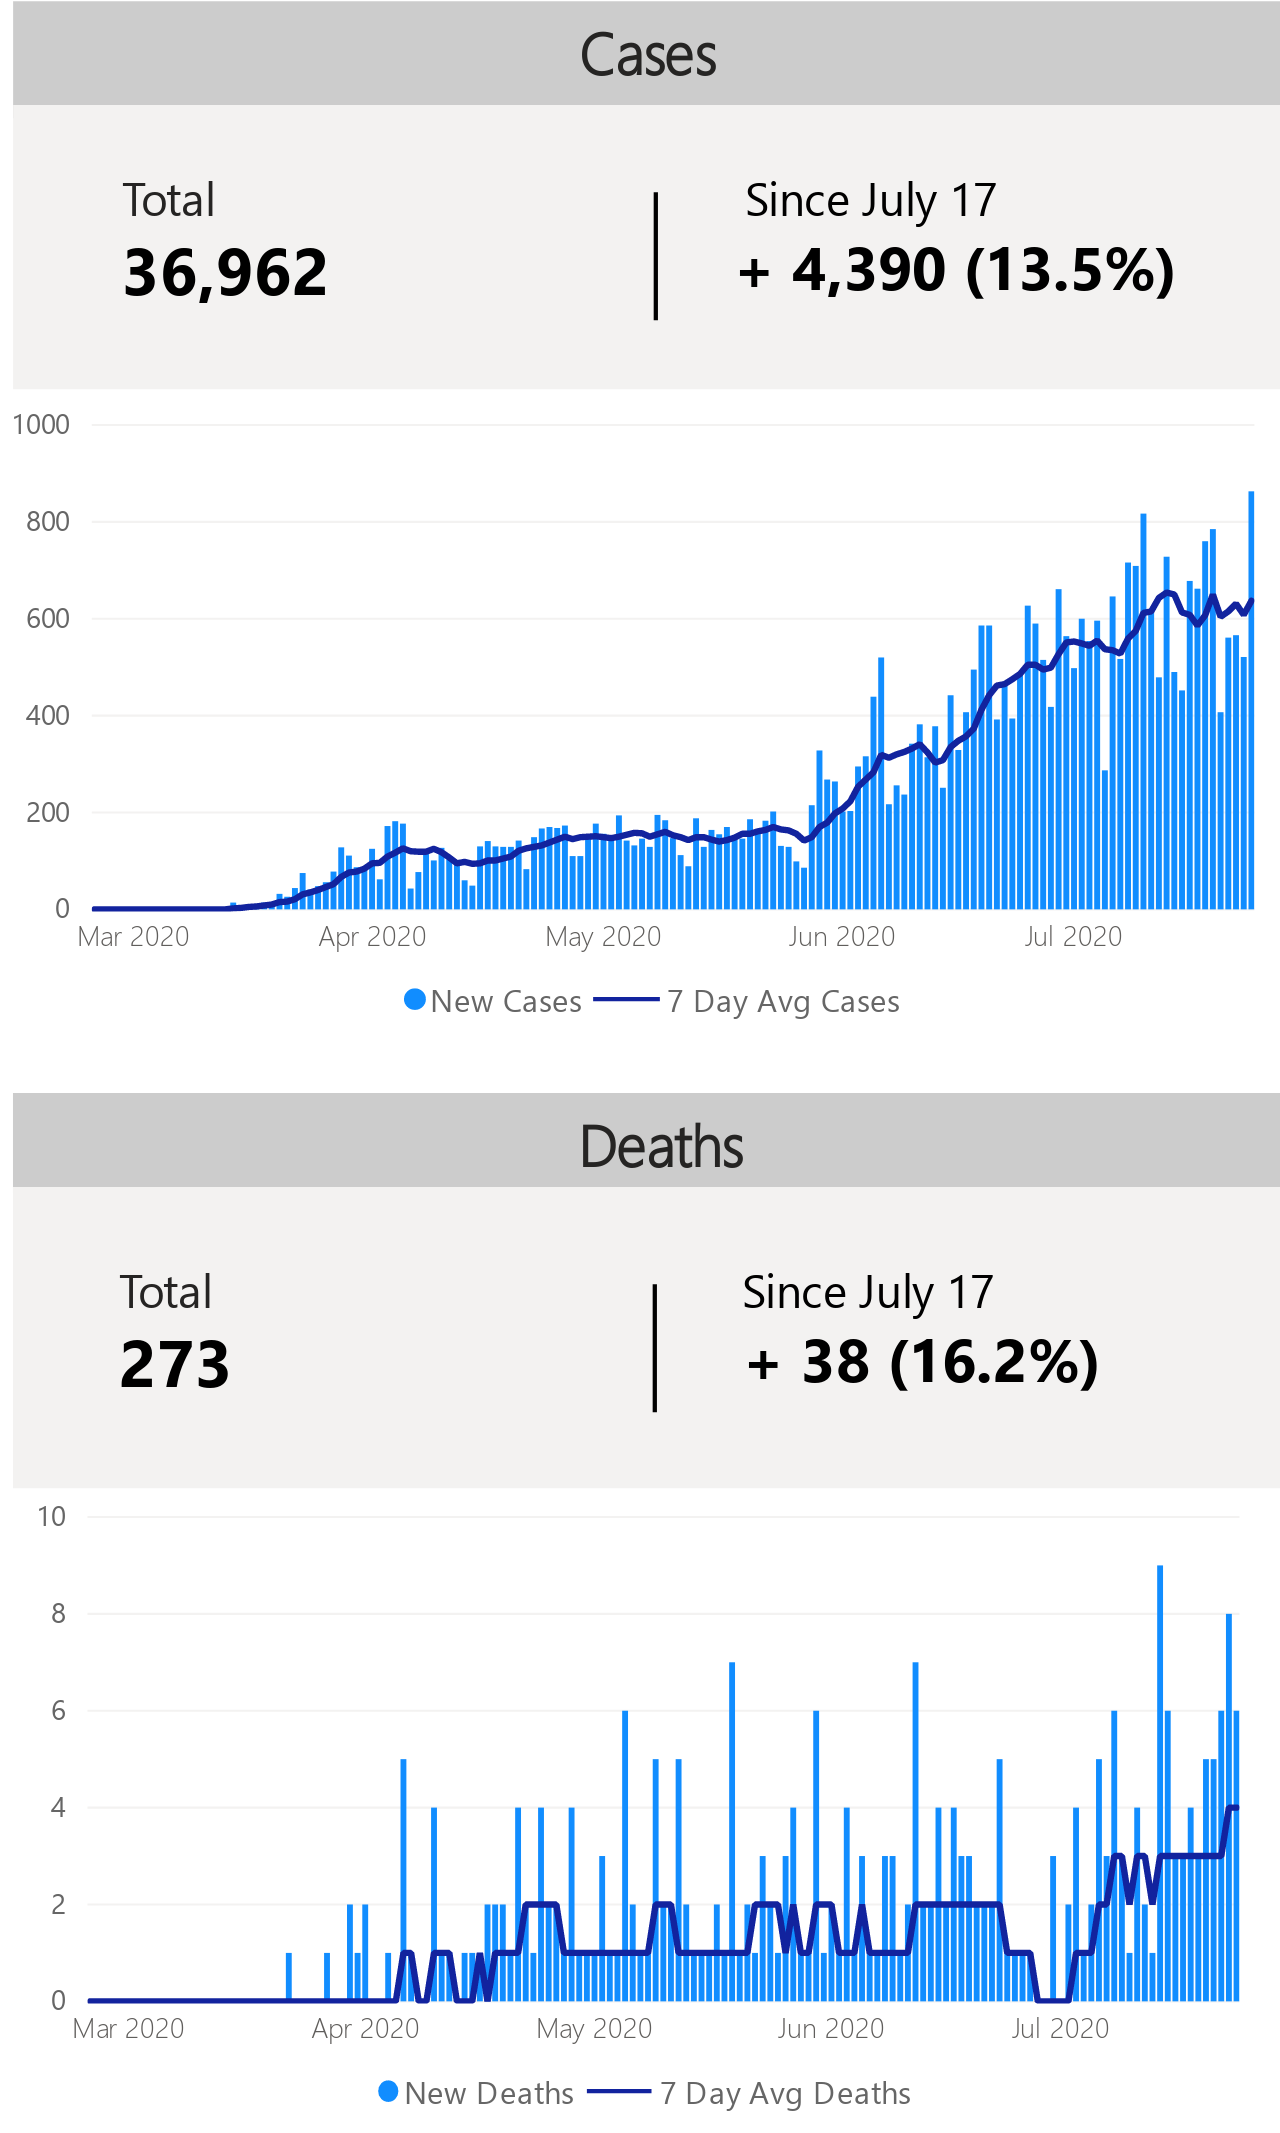 Cases
Total
Since July 17
36,962
+ 4,390 (13.5%)
1000
800
600
400
200
0
Mar 2020 Apr 2020 May 2020 Jun 2020 Jul 2020
New Cases 7 Day Avg Cases
Deaths
Total
Since July 17
273
+ 38 (16.2%)
10
8
6
4
2
0
Mar 2020 Apr 2020 May 2020 Jun 2020 Jul 2020
New Deaths 7 Day Avg Deaths